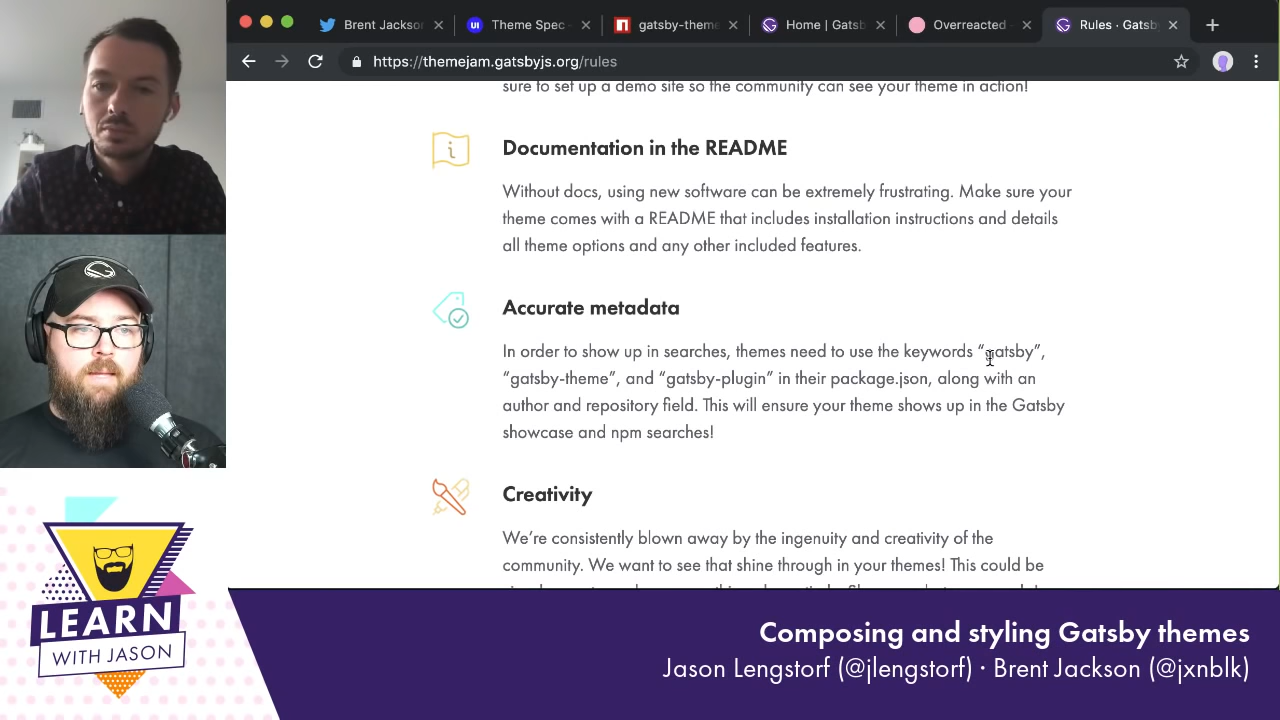 Brent Jackso
Theme Spec
gatsby-theme
Home | Gatsb
Overreacted
Rules · Gatsb
https://themejam.gatsbyjs.org/rules
sure to set up a demo site so the community can see your theme in action!
Documentation in the README
Without docs, using new software can be extremely frustrating. Make sure your
theme comes with a README that includes installation instructions and details
all theme options and any other included features.
Accurate metadata
In order to show up in searches, themes need to use the keywords “gatsby”,
“gatsby-theme”, and “gatsby-plugin” in their package.json, along with an
author and repository field. This will ensure your theme shows up in the Gatsby
showcase and npm searches!
Creativity
We’re consistently blown away by the ingenuity and creativity of the
community. We want to see that shine through in your themes! This could be
LEARN
WITH JASON
Composing and styling Gatsby themes
Jason Lengstorf (@jlengstorf) · Brent Jackson (@jxnblk)